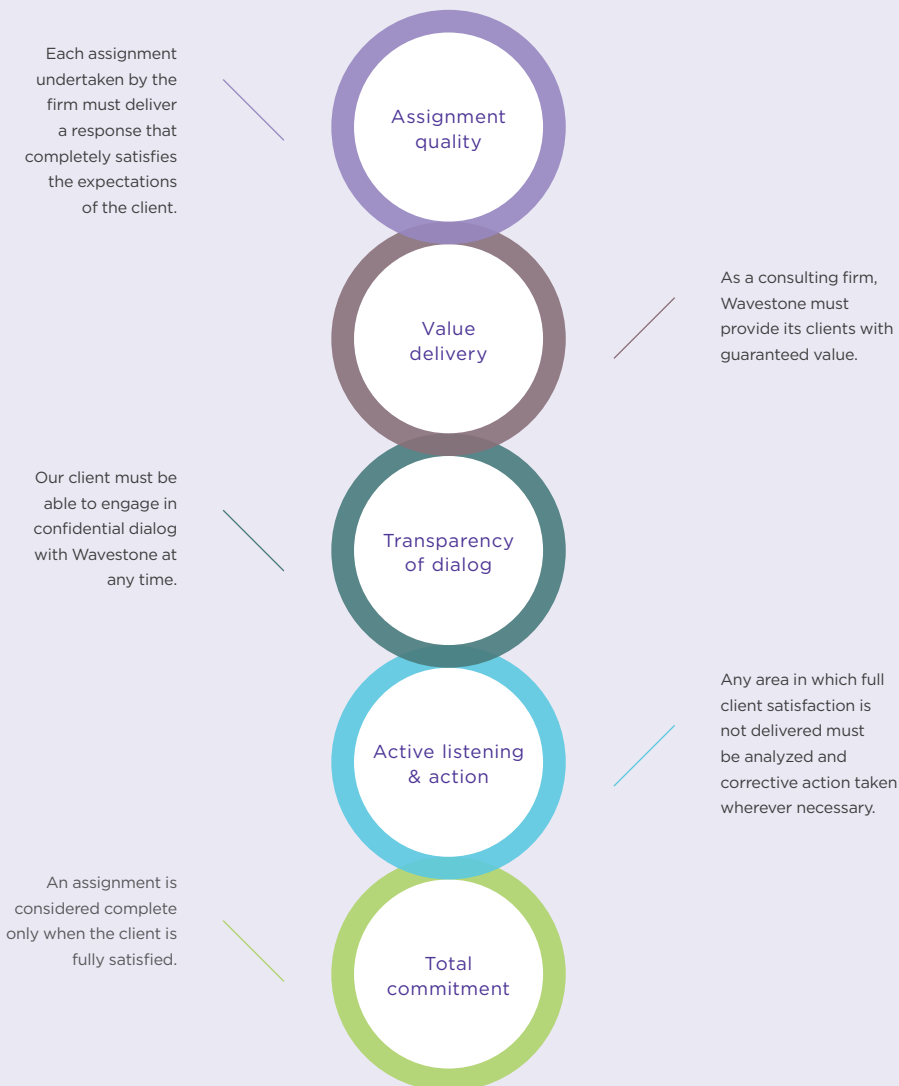 Each assignment
undertaken by the
firm must deliver
a response that
completely satisfies
the expectations
of the client.
Assignment
quality
Value
delivery
As a consulting firm,
Wavestone must
provide its clients with
guaranteed value.
Our client must be
able to engage in
confidential dialog
with Wavestone at
any time.
Transparency
of dialog
Active listening
& action
Any area in which full
client satisfaction is
not delivered must
be analyzed and
corrective action taken
wherever necessary.
An assignment is
considered complete
only when the client is
fully satisfied.
Total
commitment